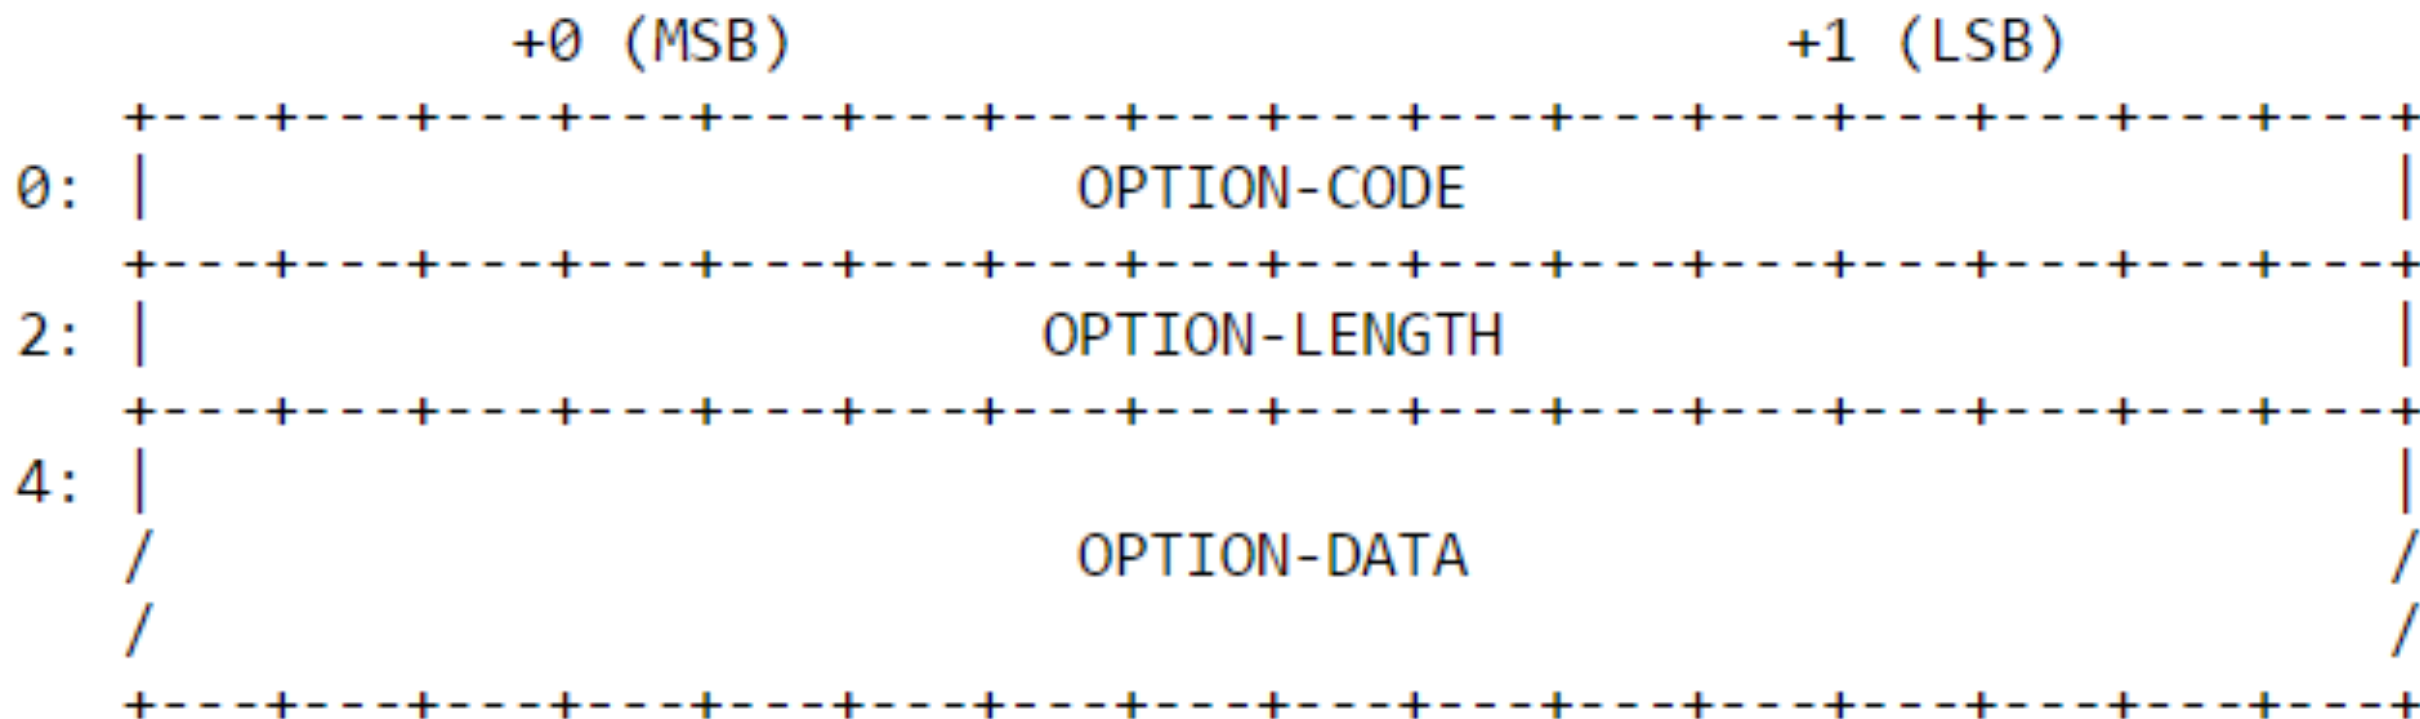 +0 (MSB)                            +1 (LSB)
   +---+---+---+---+---+---+---+---+---+---+---+---+---+---+---+---+
0: |                          OPTION-CODE                          |
   +---+---+---+---+---+---+---+---+---+---+---+---+---+---+---+---+
2: |                         OPTION-LENGTH                         |
   +---+---+---+---+---+---+---+---+---+---+---+---+---+---+---+---+
4: |                                                               |
   /                          OPTION-DATA                          /
   /                                                               /
   +---+---+---+---+---+---+---+---+---+---+---+---+---+---+---+---+